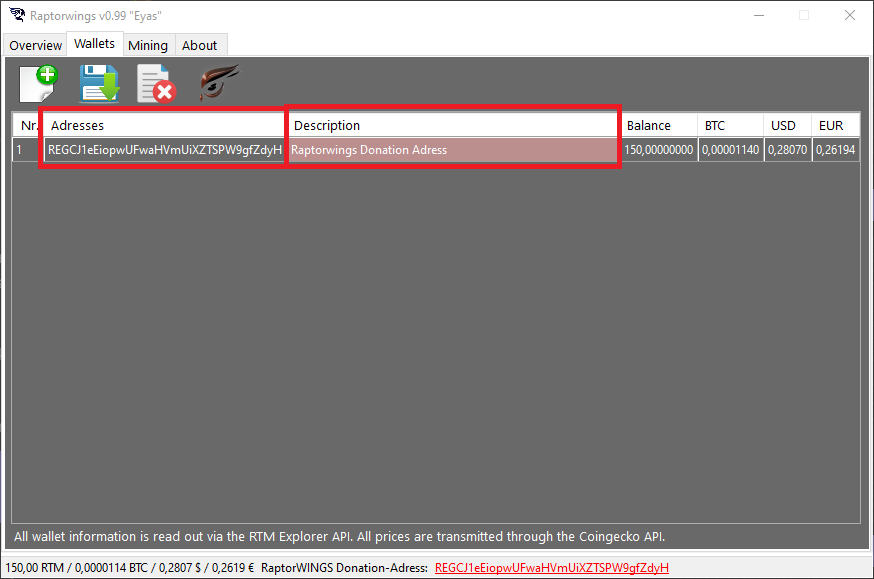 Raptorwings v0.99 "Eyas"
Overview Wallets Mining About
Nr. Adresses Description Balance BTC USD EUR
1 REGCJ1eEiopwUFwaHVmUiXZTSPW9gfZdyH Raptorwings Donation Adress 150,00000000 0,00001140 0,28070 0,26194
All wallet information is read out via the RTM Explorer API. All prices are transmitted through the Coingecko API.
150,00 RTM / 0,0000114 BTC / 0,2807 $ / 0,2619 € RaptorWINGS Donation-Adress: REGCJ1eEiopwUFwaHVmUiXZTSPW9gfZdyH